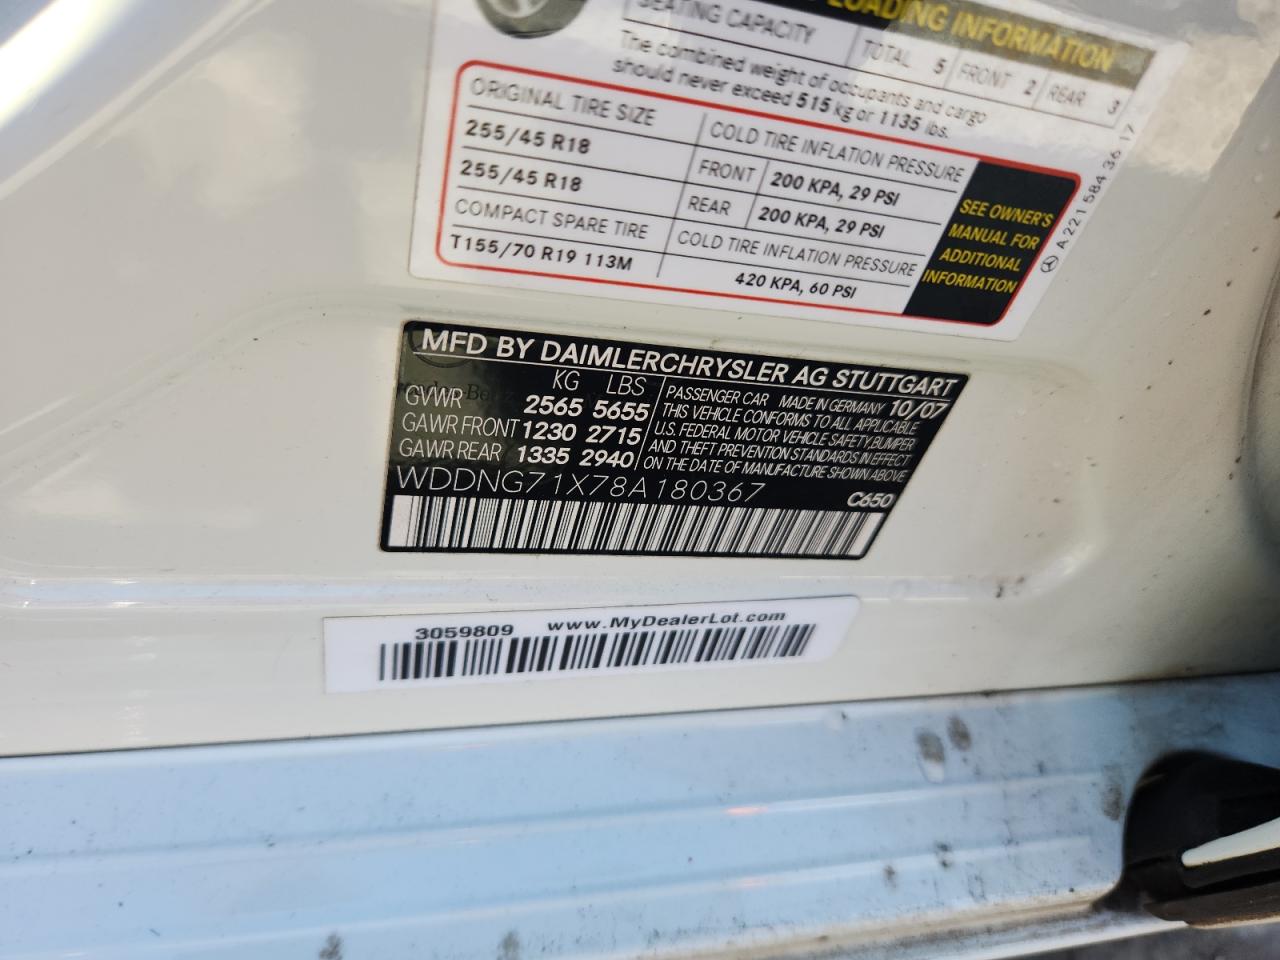 LOADING INFORMATION
SEATING CAPACITY TOTAL 5 FRONT 2 REAR 3
The combined weight of occupants and cargo
should never exceed 515 kg or 1135 lbs.
ORIGINAL TIRE SIZE COLD TIRE INFLATION PRESSURE
255/45 R18 FRONT 200 KPA, 29 PSI
255/45 R18 REAR 200 KPA, 29 PSI
COMPACT SPARE TIRE COLD TIRE INFLATION PRESSURE
T155/70 R19 113M 420 KPA, 60 PSI
SEE OWNER'S
MANUAL FOR
ADDITIONAL
INFORMATION
A 221 584 36 17
MFD BY DAIMLERCHRYSLER AG STUTTGART
KG LBS
GVWR 2565 5655
GAWR FRONT 1230 2715
GAWR REAR 1335 2940
PASSENGER CAR MADE IN GERMANY 10/07
THIS VEHICLE CONFORMS TO ALL APPLICABLE
U.S. FEDERAL MOTOR VEHICLE SAFETY, BUMPER
AND THEFT PREVENTION STANDARDS IN EFFECT
ON THE DATE OF MANUFACTURE SHOWN ABOVE
WDDNG71X78A180367 C650
3059809 www.MyDealerLot.com